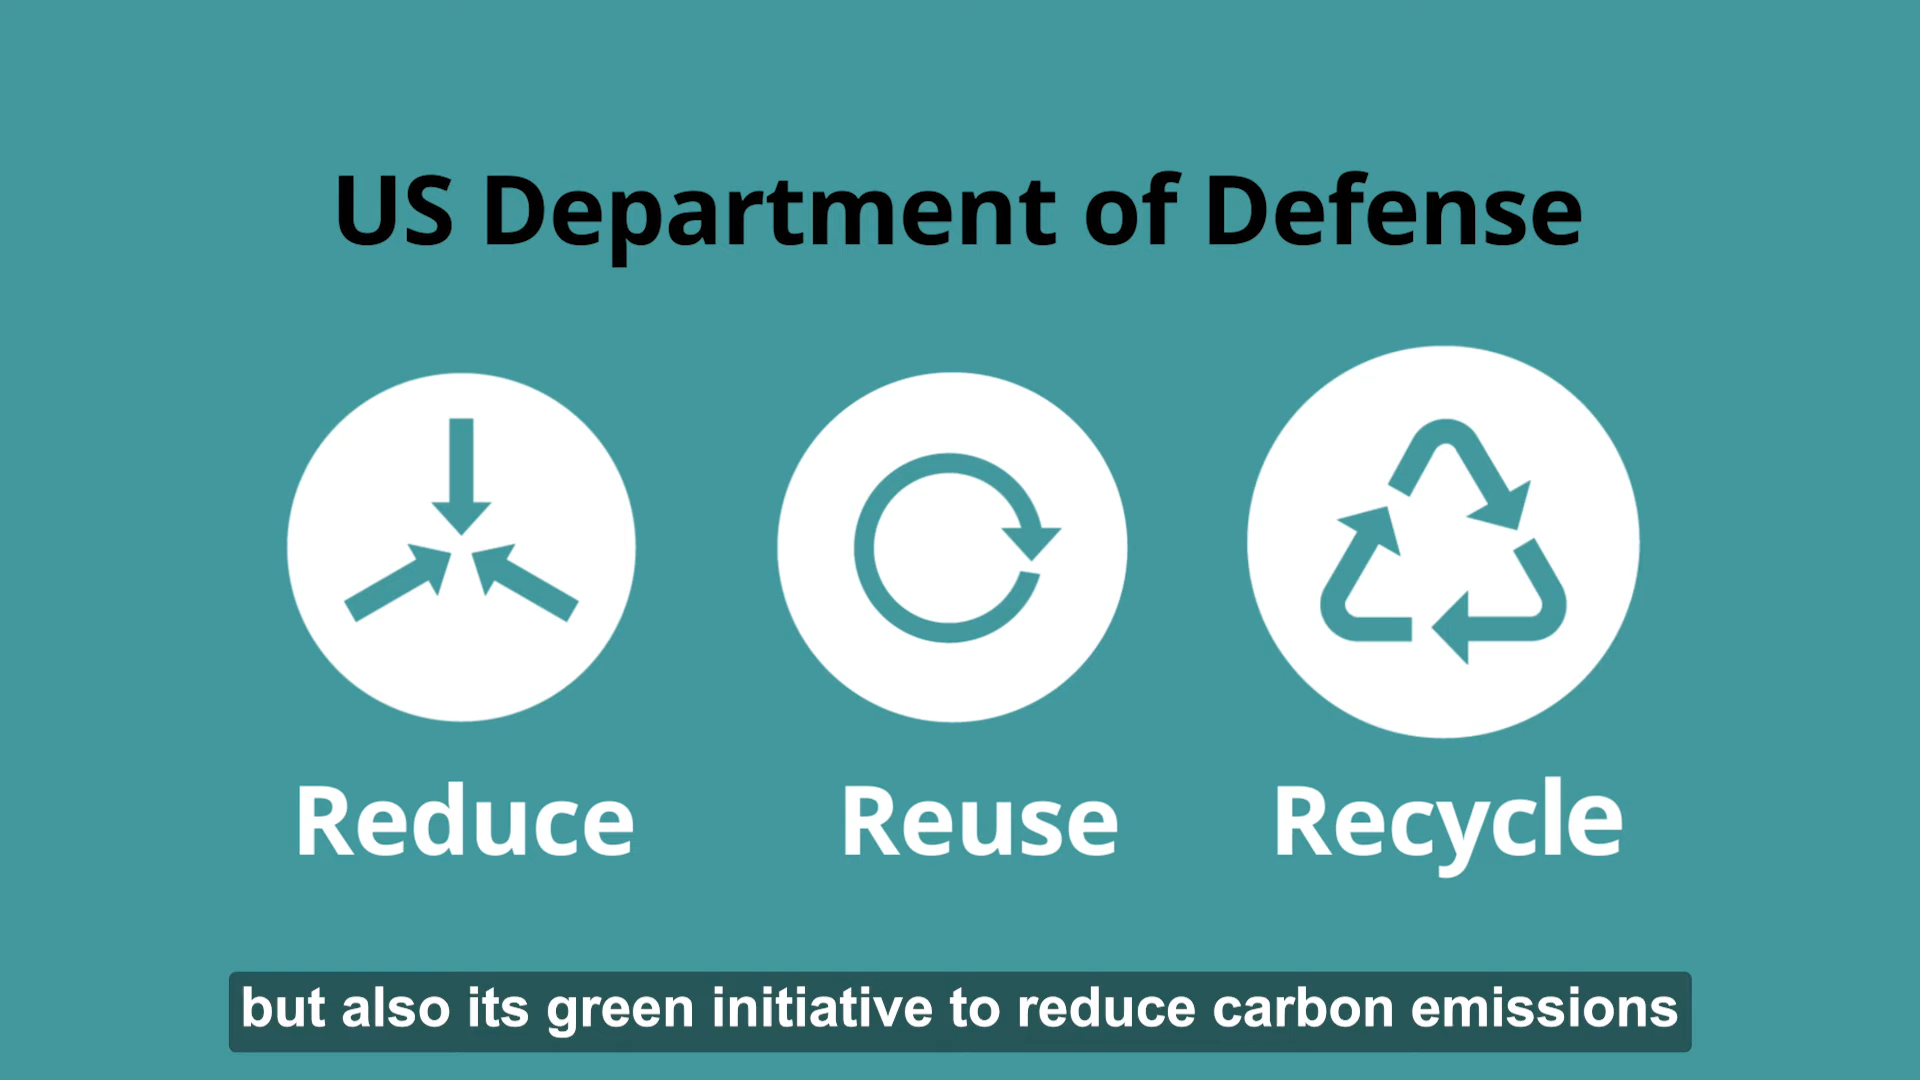 US Department of Defense
Reduce Reuse Recycle
but also its green initiative to reduce carbon emissions